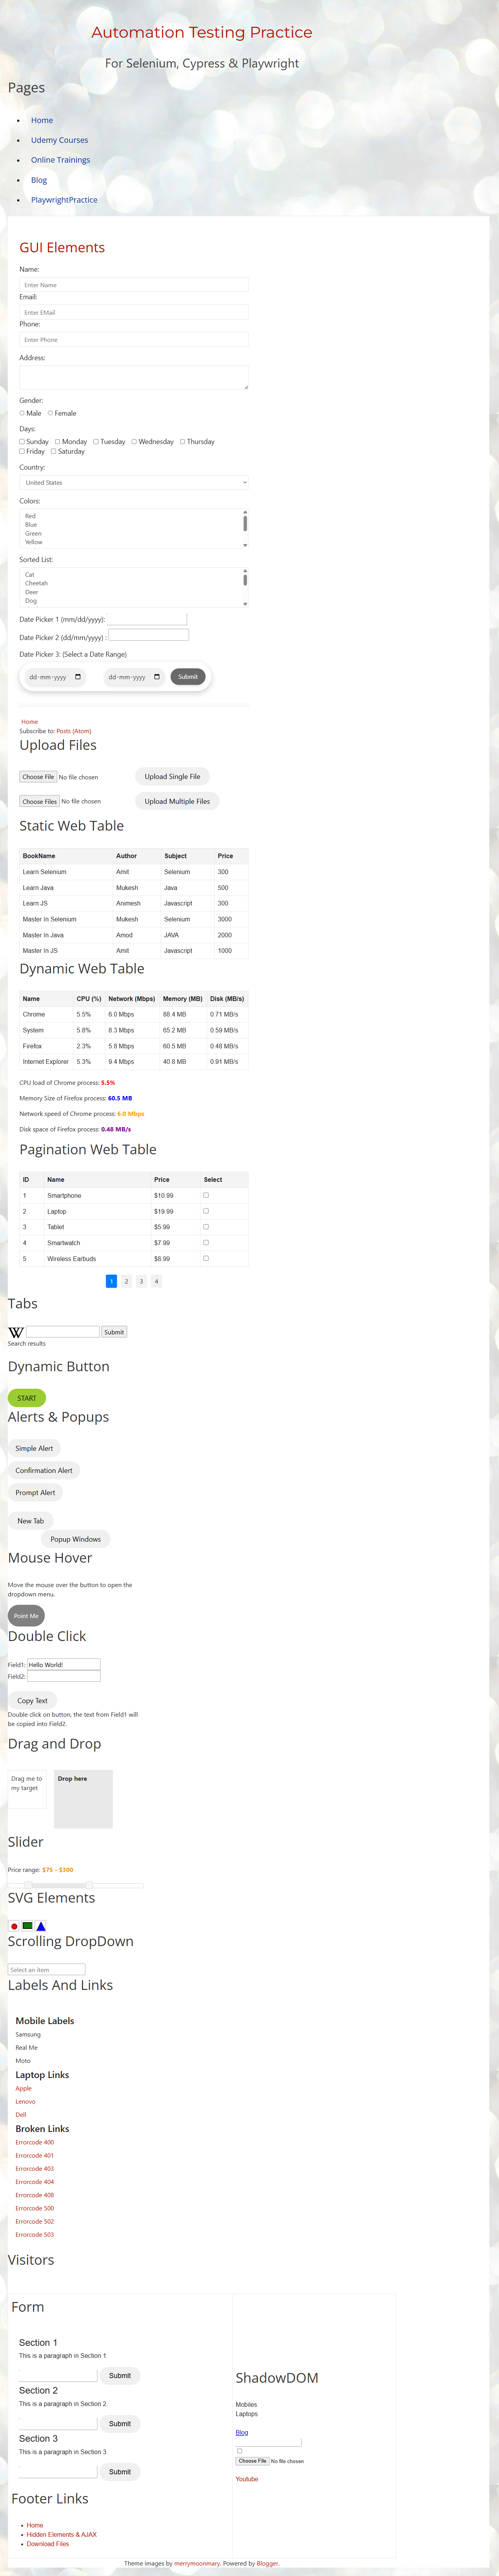 Automation Testing Practice
For Selenium, Cypress & Playwright
Pages
Home
Udemy Courses
Online Trainings
Blog
PlaywrightPractice
GUI Elements
Name:
Enter Name
Email:
Enter EMail
Phone:
Enter Phone
Address:
Gender:
Male Female
Days:
Sunday Monday Tuesday Wednesday Thursday
Friday Saturday
Country:
United States
Colors:
Red
Blue
Green
Yellow
Sorted List:
Cat
Cheetah
Deer
Dog
Date Picker 1 (mm/dd/yyyy):
Date Picker 2 (dd/mm/yyyy) :
Date Picker 3: (Select a Date Range)
dd-mm-yyyy dd-mm-yyyy Submit
Home
Subscribe to: Posts (Atom)
Upload Files
Choose File No file chosen Upload Single File
Choose Files No file chosen Upload Multiple Files
Static Web Table
BookName Author Subject Price
Learn Selenium Amit Selenium 300
Learn Java Mukesh Java 500
Learn JS Animesh Javascript 300
Master In Selenium Mukesh Selenium 3000
Master In Java Amod JAVA 2000
Master In JS Amit Javascript 1000
Dynamic Web Table
Name CPU (%) Network (Mbps) Memory (MB) Disk (MB/s)
Chrome 5.5% 6.0 Mbps 88.4 MB 0.71 MB/s
System 5.8% 8.3 Mbps 65.2 MB 0.59 MB/s
Firefox 2.3% 5.8 Mbps 60.5 MB 0.48 MB/s
Internet Explorer 5.3% 9.4 Mbps 40.8 MB 0.91 MB/s
CPU load of Chrome process: 5.5%
Memory Size of Firefox process: 60.5 MB
Network speed of Chrome process: 6.0 Mbps
Disk space of Firefox process: 0.48 MB/s
Pagination Web Table
ID Name Price Select
1 Smartphone $10.99
2 Laptop $19.99
3 Tablet $5.99
4 Smartwatch $7.99
5 Wireless Earbuds $8.99
1 2 3 4
Tabs
W Submit
Search results
Dynamic Button
START
Alerts & Popups
Simple Alert
Confirmation Alert
Prompt Alert
New Tab
Popup Windows
Mouse Hover
Move the mouse over the button to open the
dropdown menu.
Point Me
Double Click
Field1: Hello World!
Field2:
Copy Text
Double click on button, the text from Field1 will
be copied into Field2.
Drag and Drop
Drag me to
my target
Drop here
Slider
Price range: $75 - $300
SVG Elements
Scrolling DropDown
Select an item
Labels And Links
Mobile Labels
Samsung
Real Me
Moto
Laptop Links
Apple
Lenovo
Dell
Broken Links
Errorcode 400
Errorcode 401
Errorcode 403
Errorcode 404
Errorcode 408
Errorcode 500
Errorcode 502
Errorcode 503
Visitors
Form
Section 1
This is a paragraph in Section 1.
Submit
Section 2
This is a paragraph in Section 2.
Submit
Section 3
This is a paragraph in Section 3.
Submit
Footer Links
Home
Hidden Elements & AJAX
Download Files
ShadowDOM
Mobiles
Laptops
Blog
Choose File No file chosen
Youtube
Theme images by merrymoonmary. Powered by Blogger.